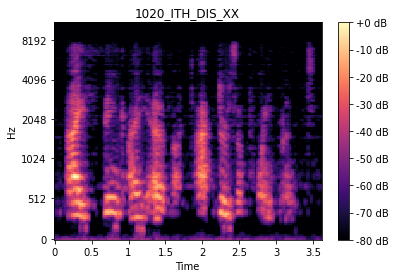 1020_ITH_DIS_XX
Hz
8192
4096
2048
1024
512
0
0 0.5 1 1.5 2 2.5 3 3.5
Time
+0 dB
-10 dB
-20 dB
-30 dB
-40 dB
-50 dB
-60 dB
-70 dB
-80 dB